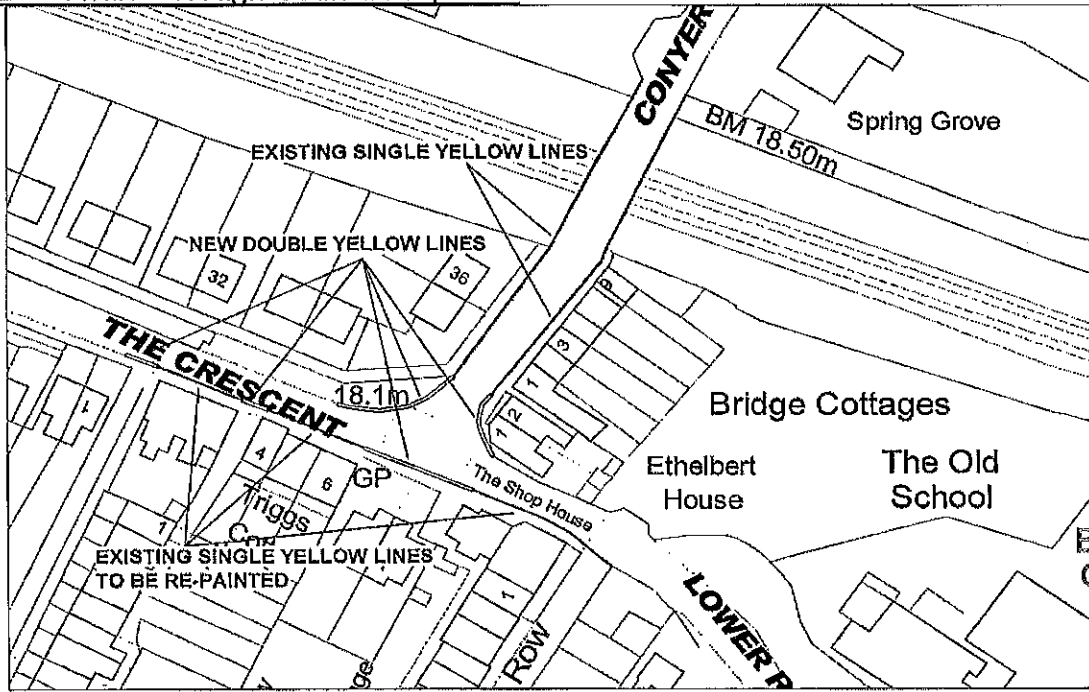 CONYER
BM 18.50m
Spring Grove
EXISTING SINGLE YELLOW LINES
NEW DOUBLE YELLOW LINES
32
36
THE CRESCENT
18.1m
9
3
1
2
1
Bridge Cottages
Ethelbert
House
The Old
School
The Shop House
1
4
6
GP
Triggs
1
EXISTING SINGLE YELLOW LINES
TO BE RE-PAINTED
1
Row
LOWER R